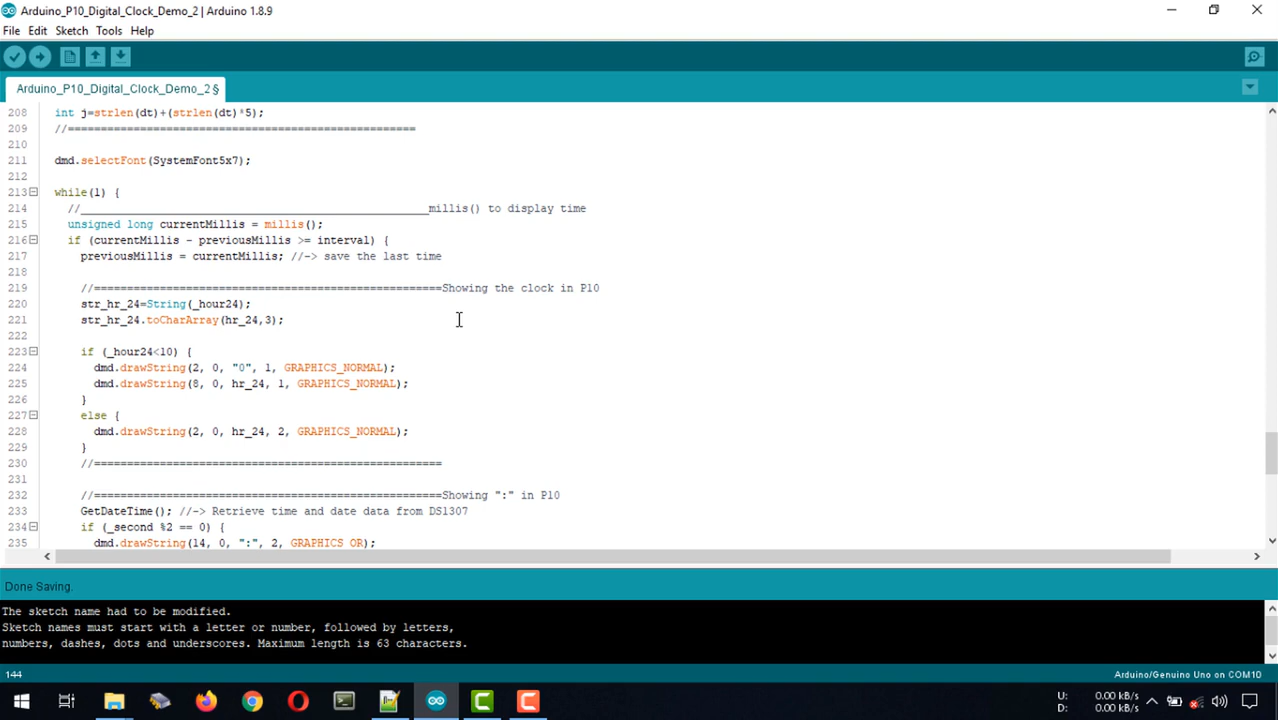 Arduino_P10_Digital_Clock_Demo_2 | Arduino 1.8.9
File Edit Sketch Tools Help
Arduino_P10_Digital_Clock_Demo_2 §
208 int j=strlen(dt)+(strlen(dt)*5);
209 //=====================================================
210
211 dmd.selectFont(SystemFont5x7);
212
213 while(1) {
214 //_____________________________________________________millis() to display time
215 unsigned long currentMillis = millis();
216 if (currentMillis - previousMillis >= interval) {
217 previousMillis = currentMillis; //-> save the last time
218
219 //=====================================================Showing the clock in P10
220 str_hr_24=String(_hour24);
221 str_hr_24.toCharArray(hr_24,3);
222
223 if (_hour24<10) {
224 dmd.drawString(2, 0, "0", 1, GRAPHICS_NORMAL);
225 dmd.drawString(8, 0, hr_24, 1, GRAPHICS_NORMAL);
226 }
227 else {
228 dmd.drawString(2, 0, hr_24, 2, GRAPHICS_NORMAL);
229 }
230 //=====================================================
231
232 //=====================================================Showing ":" in P10
233 GetDateTime(); //-> Retrieve time and date data from DS1307
234 if (_second %2 == 0) {
235 dmd.drawString(14, 0, ":", 2, GRAPHICS_OR);
Done Saving.
The sketch name had to be modified.
Sketch names must start with a letter or number, followed by letters,
numbers, dashes, dots and underscores. Maximum length is 63 characters.
144 Arduino/Genuino Uno on COM10
U: 0.00 kB/s
D: 0.00 kB/s